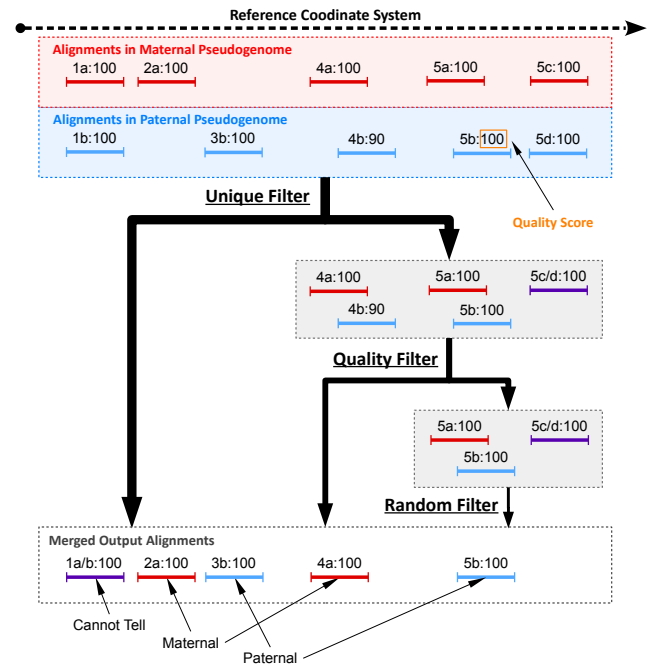 Reference Coodinate System
Alignments in Maternal Pseudogenome
1a:100 2a:100 4a:100 5a:100 5c:100
Alignments in Paternal Pseudogenome
1b:100 3b:100 4b:90 5b:100 5d:100
Unique Filter
Quality Score
4a:100 5a:100 5c/d:100
4b:90 5b:100
Quality Filter
5a:100 5c/d:100
5b:100
Random Filter
Merged Output Alignments
1a/b:100 2a:100 3b:100 4a:100 5b:100
Cannot Tell
Maternal
Paternal